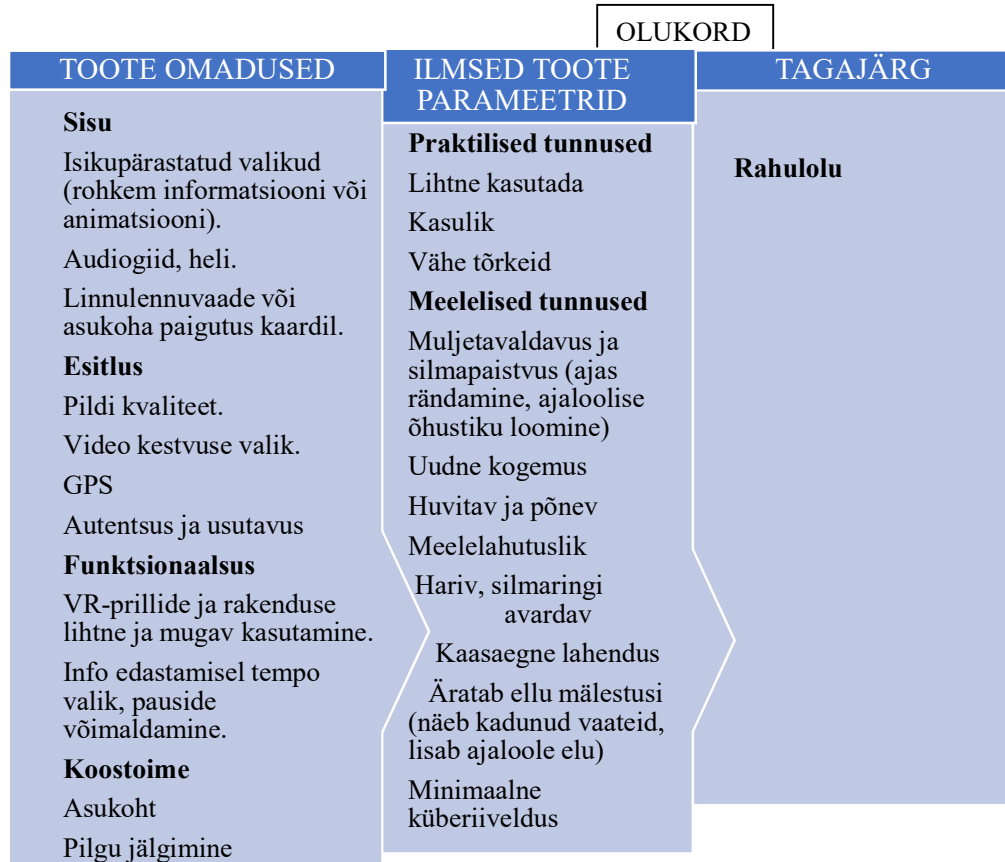 OLUKORD
TOOTE OMADUSED
Sisu
Isikupärastatud valikud
(rohkem informatsiooni või
animatsiooni).
Audiogiid, heli.
Linnulennuvaade või
asukoha paigutus kaardil.
Esitlus
Pildi kvaliteet.
Video kestvuse valik.
GPS
Autentsus ja usutavus
Funktsionaalsus
VR-prillide ja rakenduse
lihtne ja mugav kasutamine.
Info edastamisel tempo
valik, pauside
võimaldamine.
Koostoime
Asukoht
Pilgu jälgimine
ILMSED TOOTE
PARAMEETRID
Praktilised tunnused
Lihtne kasutada
Kasulik
Vähe tõrkeid
Meelelised tunnused
Muljetavaldavus ja
silmapaistvus (ajas
rändamine, ajaloolise
õhustiku loomine)
Uudne kogemus
Huvitav ja põnev
Meelelahutuslik
Hariv, silmaringi
avardav
Kaasaegne lahendus
Äratab ellu mälestusi
(näeb kadunud vaateid,
lisab ajaloole elu)
Minimaalne
küberiiveldus
TAGAJÄRG
Rahulolu